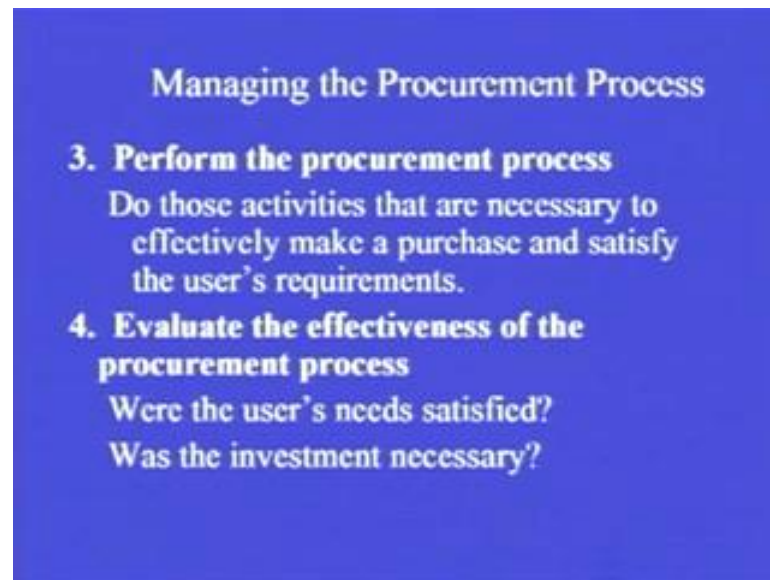 Managing the Procurement Process
3. Perform the procurement process
Do those activities that are necessary to
effectively make a purchase and satisfy
the user's requirements.
4. Evaluate the effectiveness of the
procurement process
Were the user's needs satisfied?
Was the investment necessary?